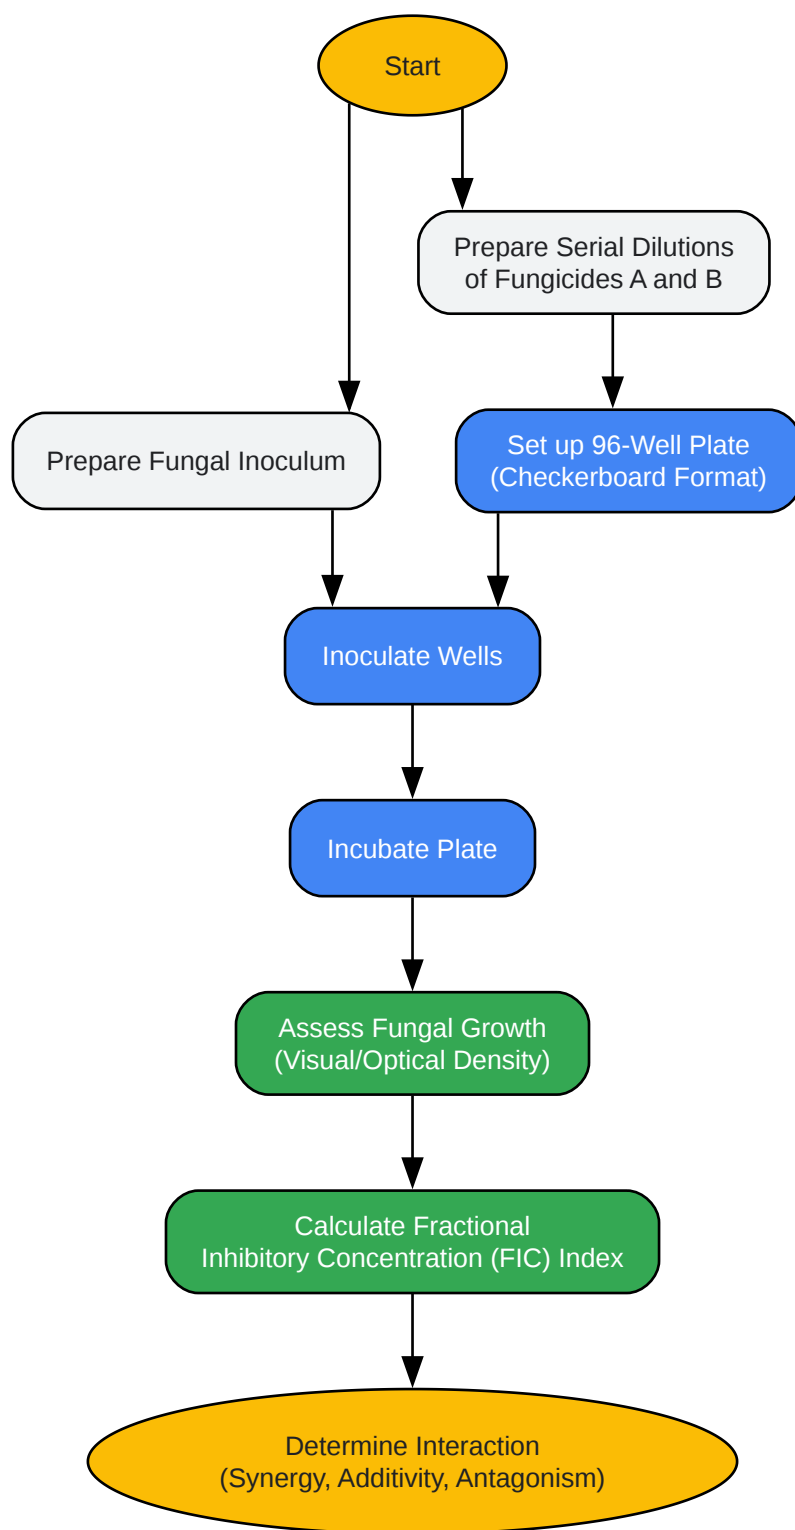 Start
Prepare Serial Dilutions
of Fungicides A and B
Prepare Fungal Inoculum
Set up 96-Well Plate
(Checkerboard Format)
Inoculate Wells
Incubate Plate
Assess Fungal Growth
(Visual/Optical Density)
Calculate Fractional
Inhibitory Concentration (FIC) Index
Determine Interaction
(Synergy, Additivity, Antagonism)